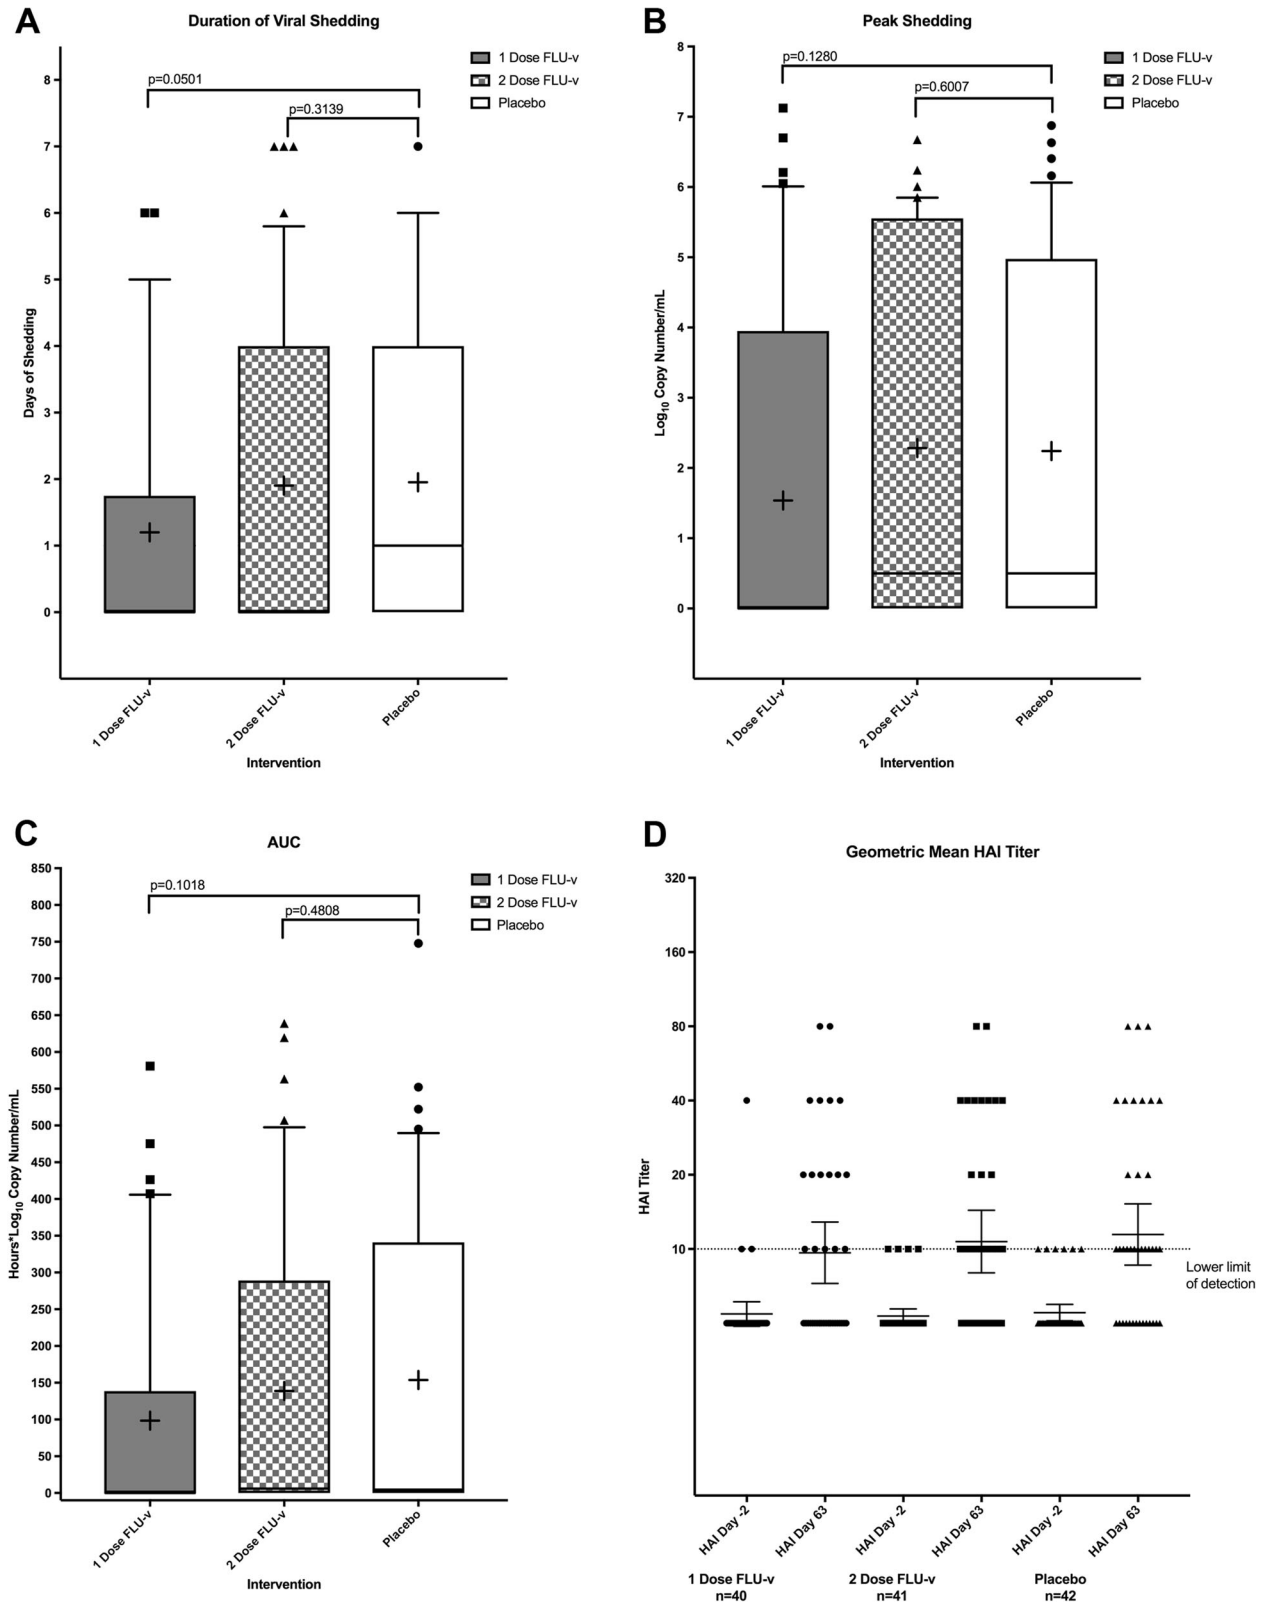 A
Duration of Viral Shedding
1 Dose FLU-v
2 Dose FLU-v
Placebo
p=0.0501
p=0.3139
8
7
6
5
4
3
2
1
0
Days of Shedding
1 Dose FLU-v
2 Dose FLU-v
Placebo
Intervention
B
Peak Shedding
1 Dose FLU-v
2 Dose FLU-v
Placebo
p=0.1280
p=0.6007
8
7
6
5
4
3
2
1
0
Log10 Copy Number/mL
1 Dose FLU-v
2 Dose FLU-v
Placebo
Intervention
C
AUC
1 Dose FLU-v
2 Dose FLU-v
Placebo
p=0.1018
p=0.4808
850
800
750
700
650
600
550
500
450
400
350
300
250
200
150
100
50
0
Hours*Log10 Copy Number/mL
1 Dose FLU-v
2 Dose FLU-v
Placebo
Intervention
D
Geometric Mean HAI Titer
320
160
80
40
20
10
HAI Titer
Lower limit
of detection
HAI Day -2
HAI Day 63
HAI Day -2
HAI Day 63
HAI Day -2
HAI Day 63
1 Dose FLU-v
n=40
2 Dose FLU-v
n=41
Placebo
n=42